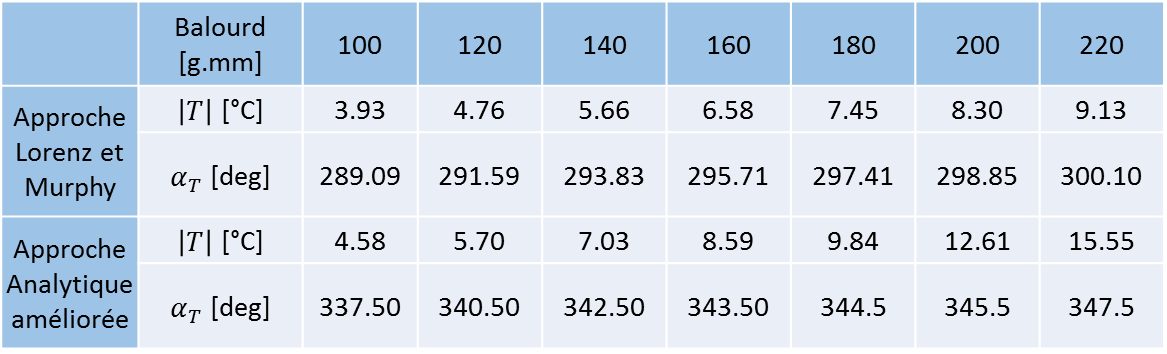 Balourd [g.mm] 100 120 140 160 180 200 220
Approche Lorenz et Murphy
|T| [°C] 3.93 4.76 5.66 6.58 7.45 8.30 9.13
α_T [deg] 289.09 291.59 293.83 295.71 297.41 298.85 300.10
Approche Analytique améliorée
|T| [°C] 4.58 5.70 7.03 8.59 9.84 12.61 15.55
α_T [deg] 337.50 340.50 342.50 343.50 344.5 345.5 347.5